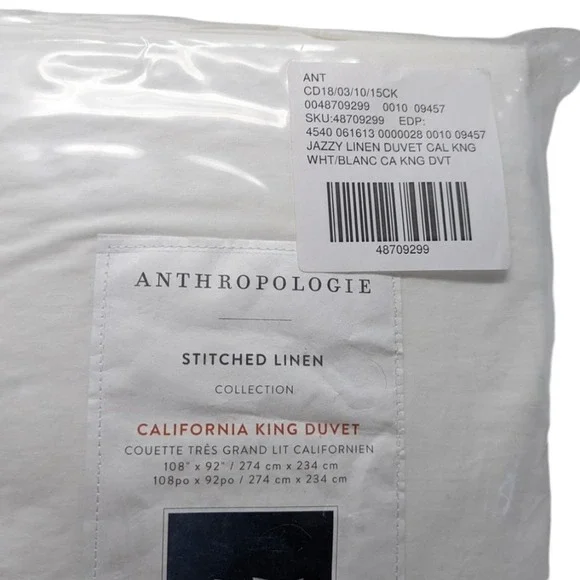 ANT
CD18/03/10/15CK
0048709299 0010 09457
SKU:48709299 EDP:
4540 061613 0000028 0010 09457
JAZZY LINEN DUVET CAL KNG
WHT/BLANC CA KNG DVT
48709299
ANTHROPOLOGIE
STITCHED LINEN
COLLECTION
CALIFORNIA KING DUVET
COUETTE TRÊS GRAND LIT CALIFORNIEN
108" x 92" / 274 cm x 234 cm
108po x 92po / 274 cm x 234 cm